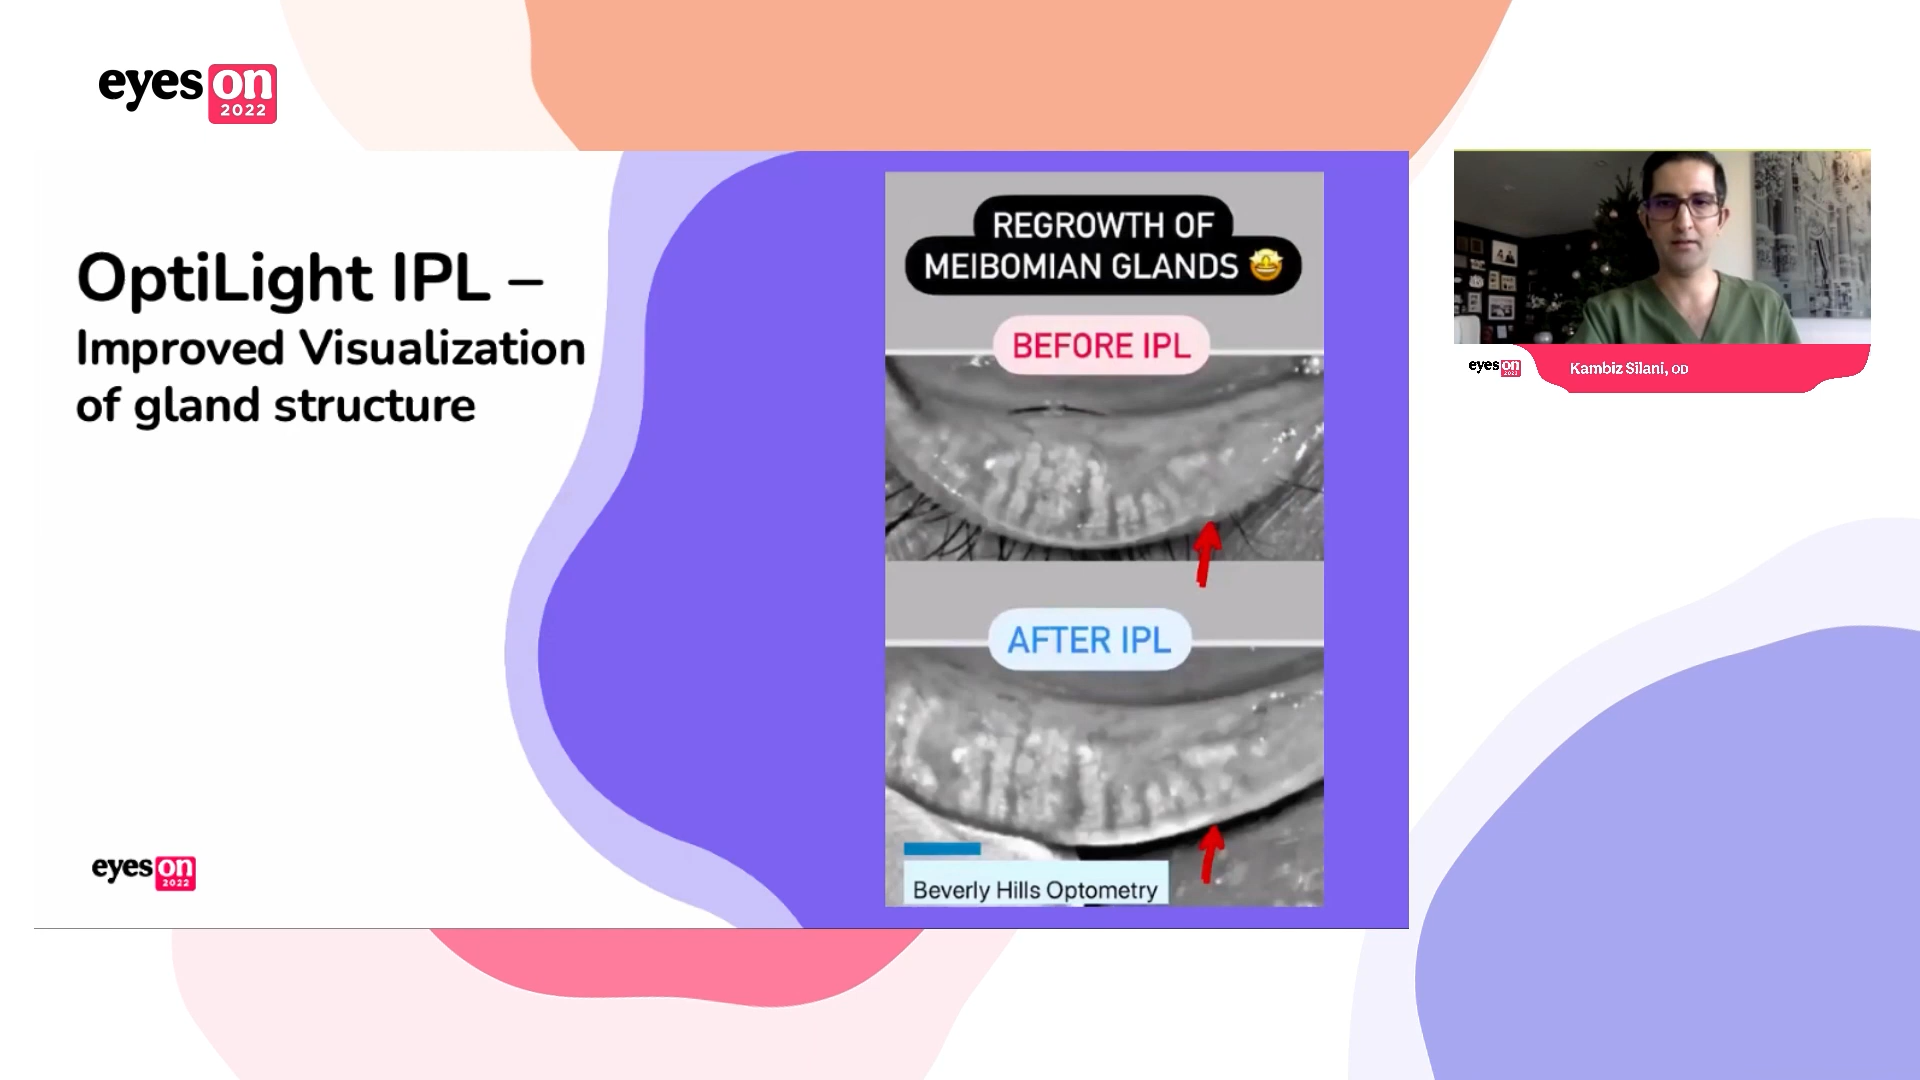 eyes on
2022
OptiLight IPL –
Improved Visualization
of gland structure
eyes on
2022
REGROWTH OF
MEIBOMIAN GLANDS 🤩
BEFORE IPL
AFTER IPL
Beverly Hills Optometry
eyes on
2022
Kambiz Silani, OD